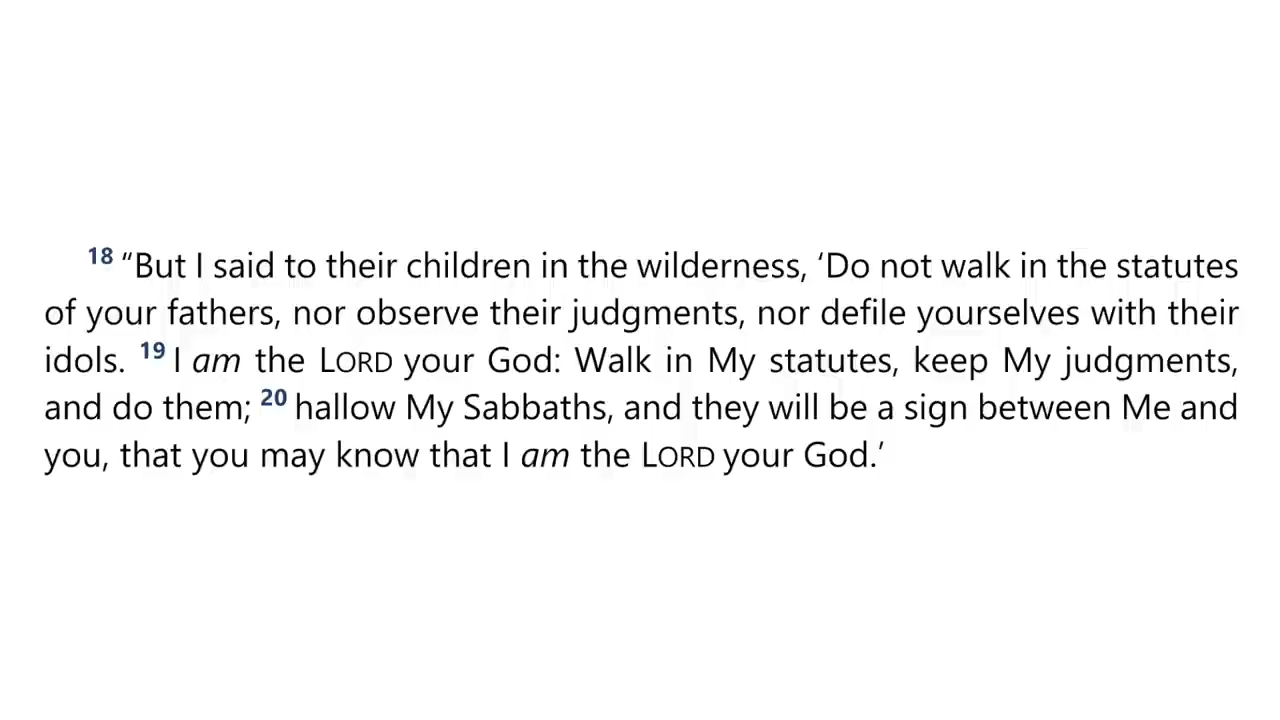 18 “But I said to their children in the wilderness, ‘Do not walk in the statutes
of your fathers, nor observe their judgments, nor defile yourselves with their
idols. 19 I am the LORD your God: Walk in My statutes, keep My judgments,
and do them; 20 hallow My Sabbaths, and they will be a sign between Me and
you, that you may know that I am the LORD your God.’